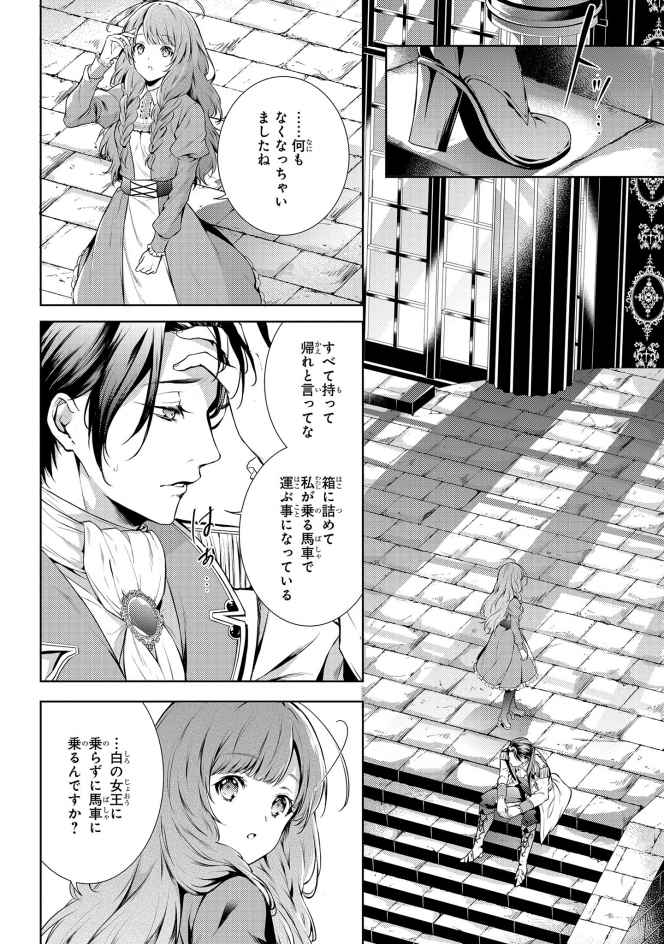 ……何も
なくなっちゃい
ましたね
すべて持って
帰れと言ってな
箱に詰めて
私が乗る馬車で
運ぶ事になっている
はぁ…
…白の女王に
乗らずに馬車に
乗るんですか？